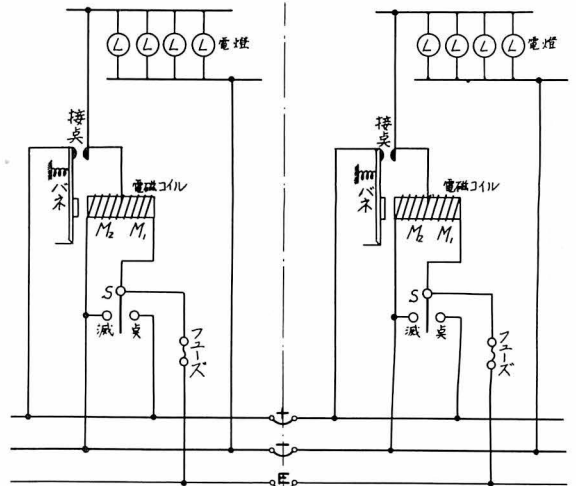 L L L L 電燈
接点
バネ
電磁コイル
M₂ M₁
S
滅 点
フューズ
L L L L 電燈
接点
バネ
電磁コイル
M₂ M₁
S
滅 点
フューズ
+
−
E